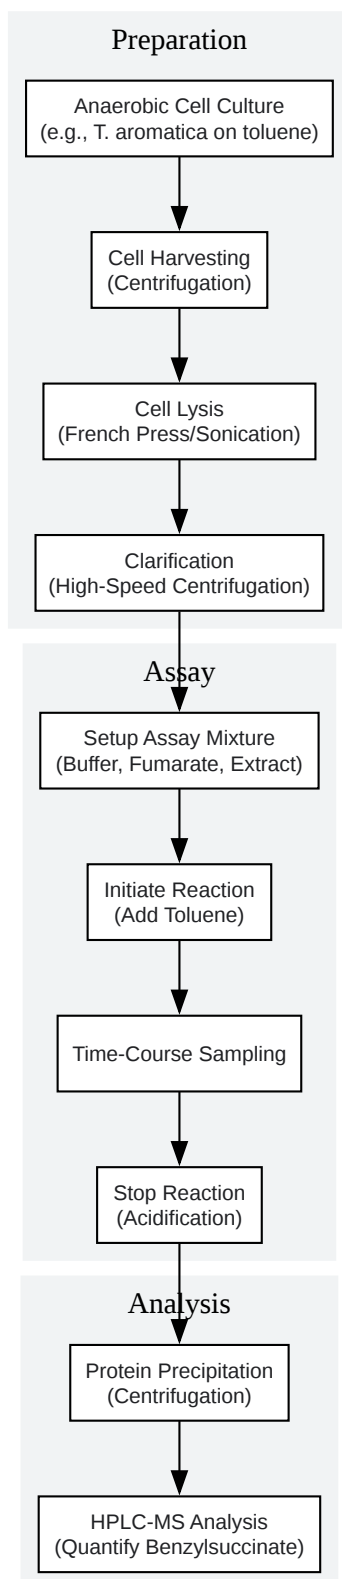 Preparation
Anaerobic Cell Culture
(e.g., T. aromatica on toluene)
Cell Harvesting
(Centrifugation)
Cell Lysis
(French Press/Sonication)
Clarification
(High-Speed Centrifugation)
Assay
Setup Assay Mixture
(Buffer, Fumarate, Extract)
Initiate Reaction
(Add Toluene)
Time-Course Sampling
Stop Reaction
(Acidification)
Analysis
Protein Precipitation
(Centrifugation)
HPLC-MS Analysis
(Quantify Benzylsuccinate)